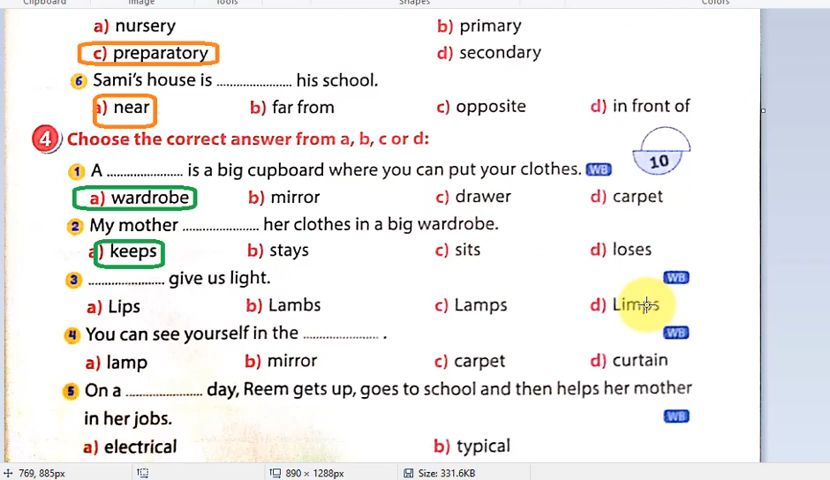 Clipboard Image Tools Shapes Colors
a) nursery b) primary
c) preparatory d) secondary
6 Sami's house is ........................ his school.
a) near b) far from c) opposite d) in front of
4 Choose the correct answer from a, b, c or d:
10
1 A ........................ is a big cupboard where you can put your clothes. WB
a) wardrobe b) mirror c) drawer d) carpet
2 My mother ........................ her clothes in a big wardrobe.
a) keeps b) stays c) sits d) loses
3 ........................ give us light. WB
a) Lips b) Lambs c) Lamps d) Limps
4 You can see yourself in the ........................ . WB
a) lamp b) mirror c) carpet d) curtain
5 On a ........................ day, Reem gets up, goes to school and then helps her mother
in her jobs. WB
a) electrical b) typical
769, 885px 890 × 1288px Size: 331.6KB